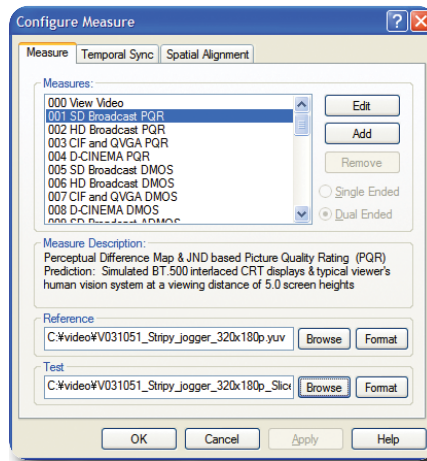 Configure Measure
Measure Temporal Sync Spatial Alignment
Measures:
000 View Video
001 SD Broadcast PQR
002 HD Broadcast PQR
003 CIF and QVGA PQR
004 D-CINEMA PQR
005 SD Broadcast DMOS
006 HD Broadcast DMOS
007 CIF and QVGA DMOS
008 D-CINEMA DMOS
009 SD Broadcast ADMOS
Edit
Add
Remove
Single Ended
Dual Ended
Measure Description:
Perceptual Difference Map & JND based Picture Quality Rating (PQR)
Prediction: Simulated BT.500 interlaced CRT displays & typical viewer's
human vision system at a viewing distance of 5.0 screen heights
Reference
C:¥video¥V031051_Stripy_jogger_320x180p.yuv Browse Format
Test
C:¥video¥V031051_Stripy_jogger_320x180p_Slice Browse Format
OK Cancel Apply Help